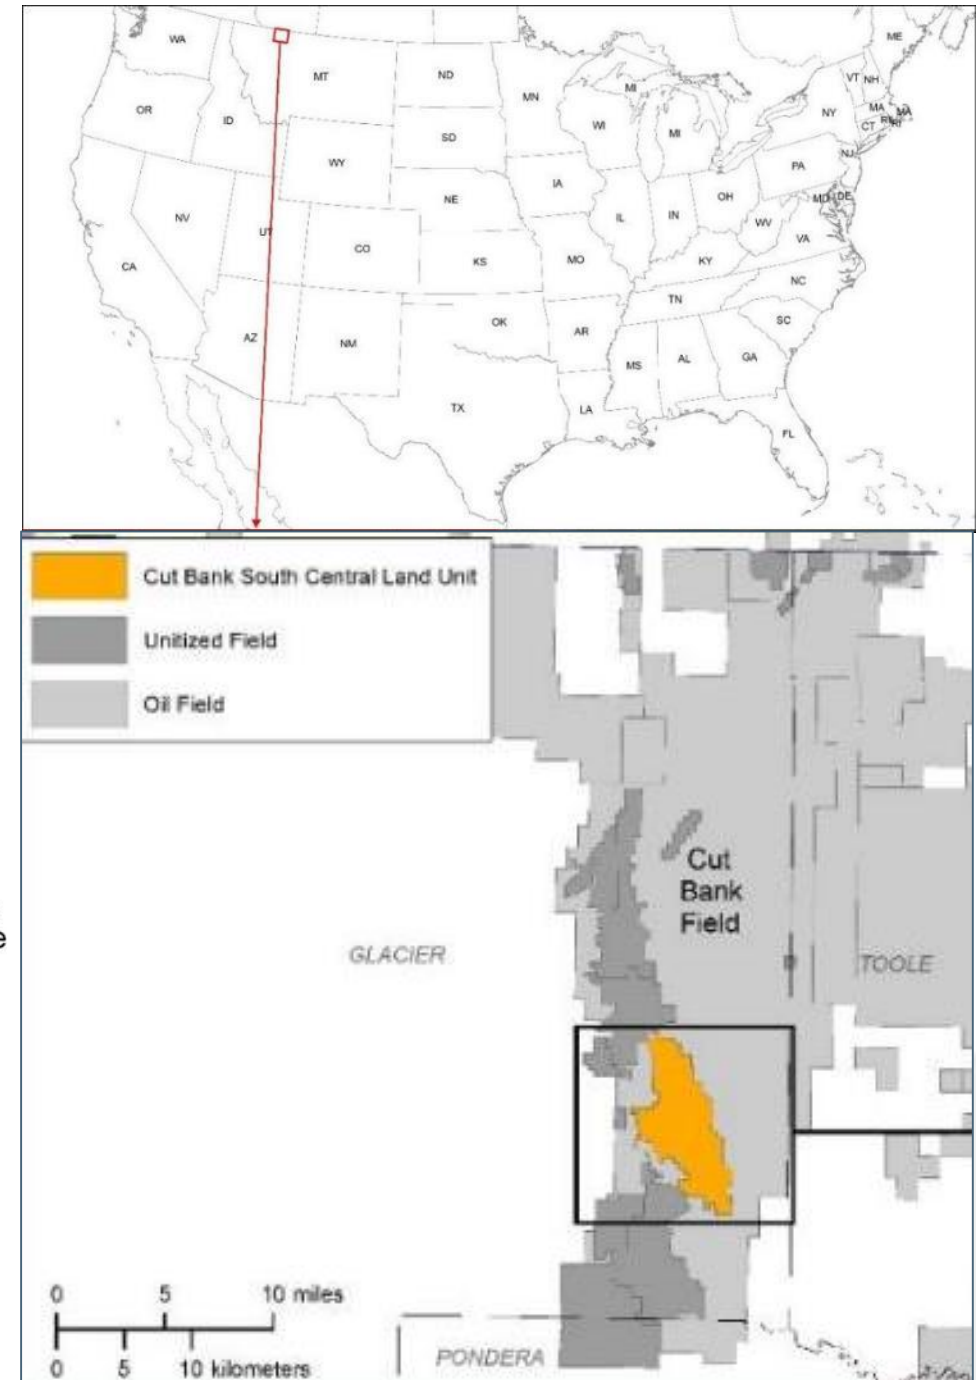 ME
WA
MT
ND
VT
NH
MN
MI
OR
ID
WI
NY
MA
MA
SD
MI
CT
RI
RI
WY
PA
NJ
IA
NE
OH
MD
DE
NV
UT
IL
IN
WV
CO
VA
CA
KS
MO
KY
NC
TN
OK
SC
AZ
NM
AR
MS
AL
GA
TX
LA
FL
Cut Bank South Central Land Unit
Unitized Field
Oil Field
Cut
Bank
Field
e
GLACIER
TOOLE
0 5 10 miles
0 5 10 kilometers
PONDERA